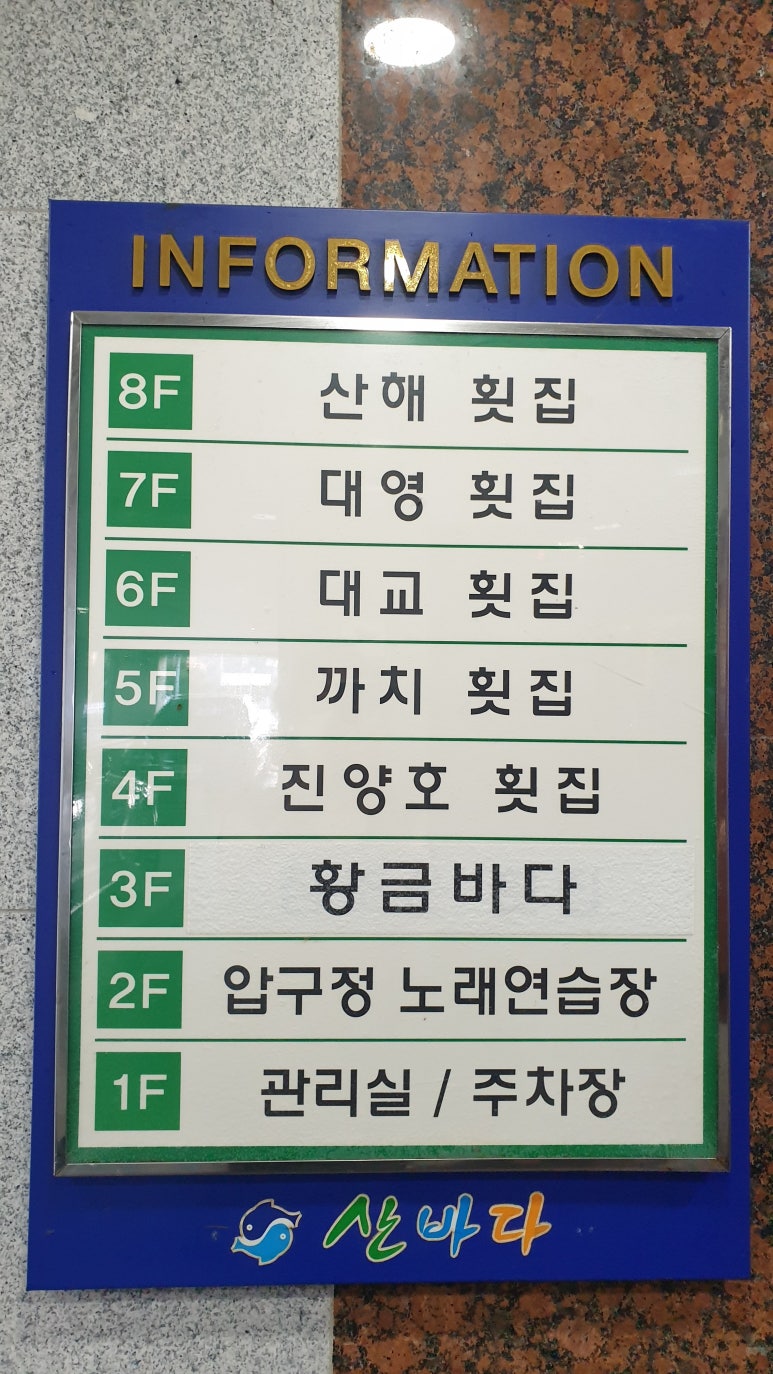 INFORMATION
8F 산해 횟집
7F 대영 횟집
6F 대교 횟집
5F 까치 횟집
4F 진양호 횟집
3F 황금바다
2F 압구정 노래연습장
1F 관리실 / 주차장
산바다